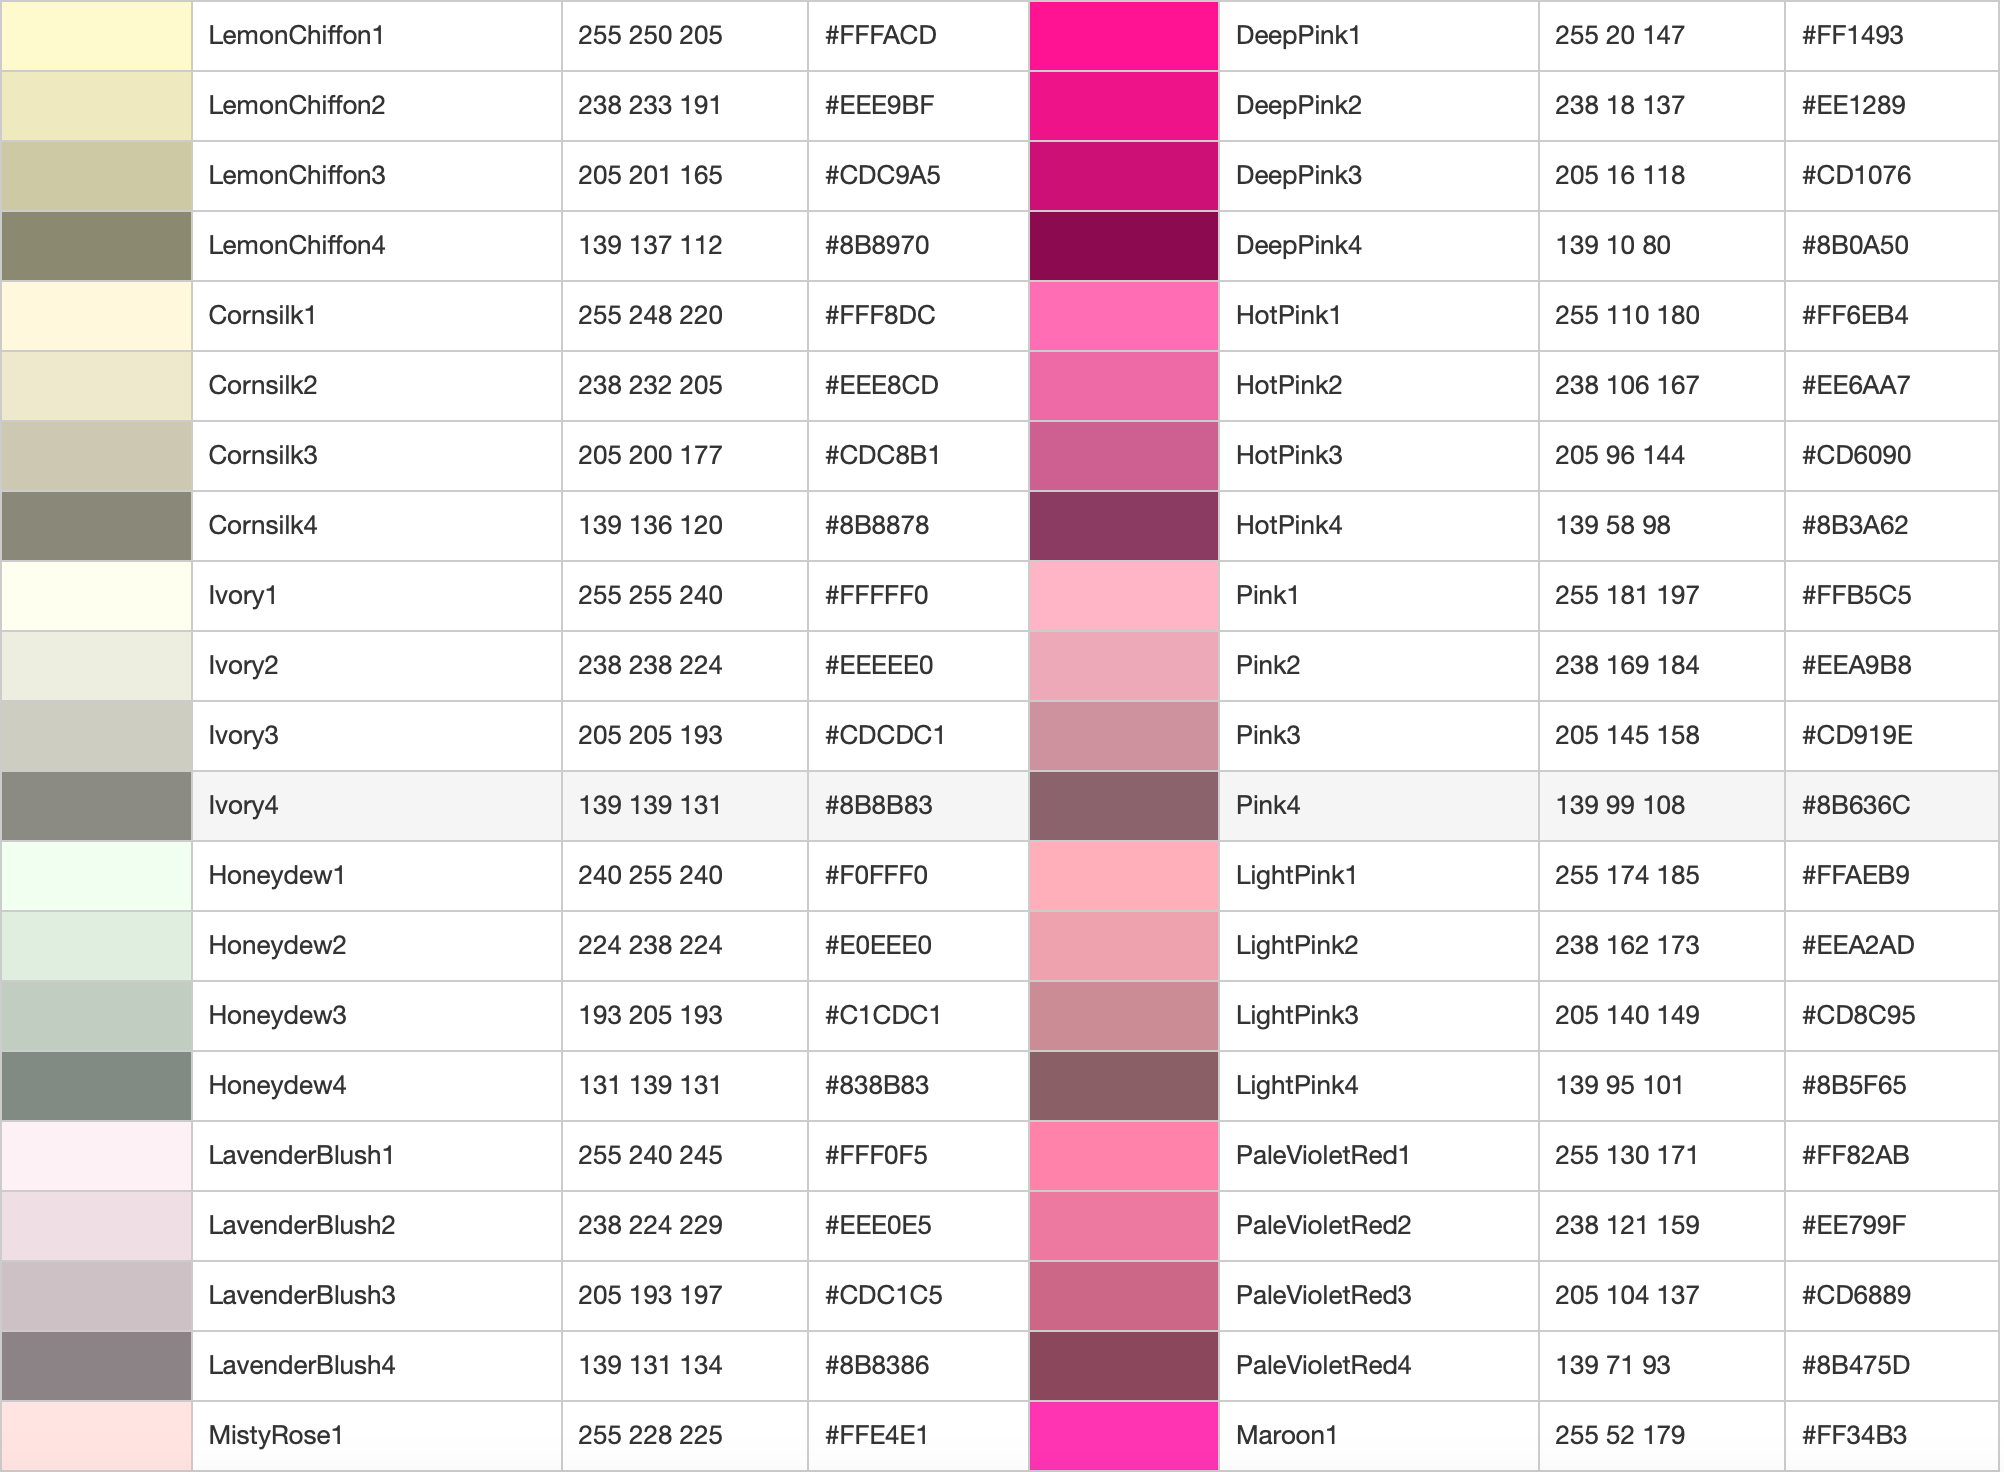 LemonChiffon1 255 250 205 #FFFACD DeepPink1 255 20 147 #FF1493
LemonChiffon2 238 233 191 #EEE9BF DeepPink2 238 18 137 #EE1289
LemonChiffon3 205 201 165 #CDC9A5 DeepPink3 205 16 118 #CD1076
LemonChiffon4 139 137 112 #8B8970 DeepPink4 139 10 80 #8B0A50
Cornsilk1 255 248 220 #FFF8DC HotPink1 255 110 180 #FF6EB4
Cornsilk2 238 232 205 #EEE8CD HotPink2 238 106 167 #EE6AA7
Cornsilk3 205 200 177 #CDC8B1 HotPink3 205 96 144 #CD6090
Cornsilk4 139 136 120 #8B8878 HotPink4 139 58 98 #8B3A62
Ivory1 255 255 240 #FFFFF0 Pink1 255 181 197 #FFB5C5
Ivory2 238 238 224 #EEEEE0 Pink2 238 169 184 #EEA9B8
Ivory3 205 205 193 #CDCDC1 Pink3 205 145 158 #CD919E
Ivory4 139 139 131 #8B8B83 Pink4 139 99 108 #8B636C
Honeydew1 240 255 240 #F0FFF0 LightPink1 255 174 185 #FFAEB9
Honeydew2 224 238 224 #E0EEE0 LightPink2 238 162 173 #EEA2AD
Honeydew3 193 205 193 #C1CDC1 LightPink3 205 140 149 #CD8C95
Honeydew4 131 139 131 #838B83 LightPink4 139 95 101 #8B5F65
LavenderBlush1 255 240 245 #FFF0F5 PaleVioletRed1 255 130 171 #FF82AB
LavenderBlush2 238 224 229 #EEE0E5 PaleVioletRed2 238 121 159 #EE799F
LavenderBlush3 205 193 197 #CDC1C5 PaleVioletRed3 205 104 137 #CD6889
LavenderBlush4 139 131 134 #8B8386 PaleVioletRed4 139 71 93 #8B475D
MistyRose1 255 228 225 #FFE4E1 Maroon1 255 52 179 #FF34B3